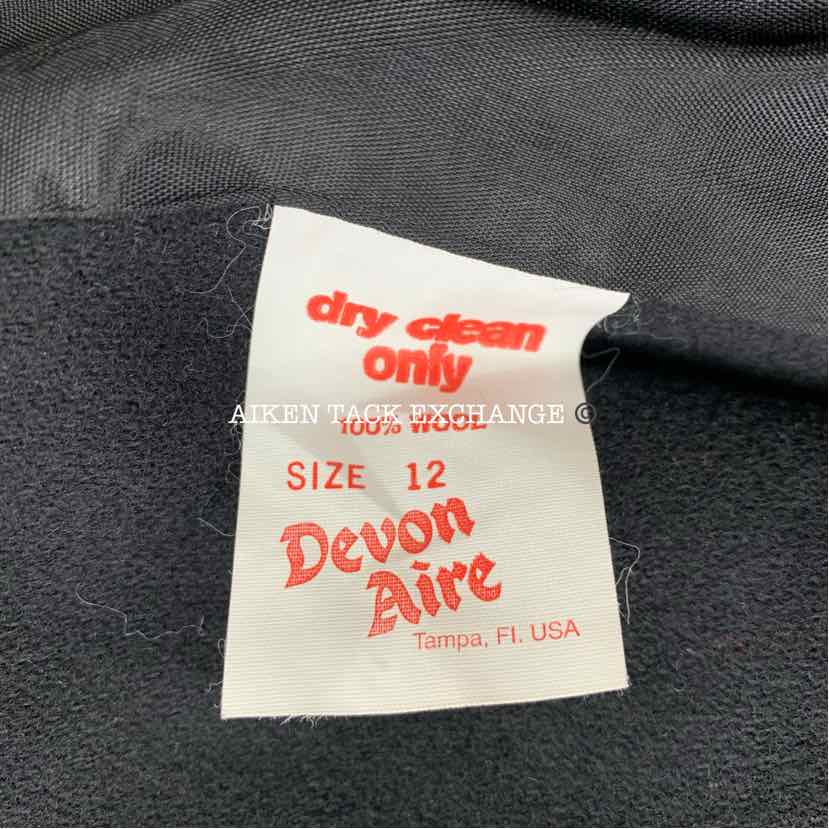 dry clean
only
AIKEN TACK EXCHANGE ©
100% WOOL
SIZE 12
Devon
Aire
Tampa, Fl. USA